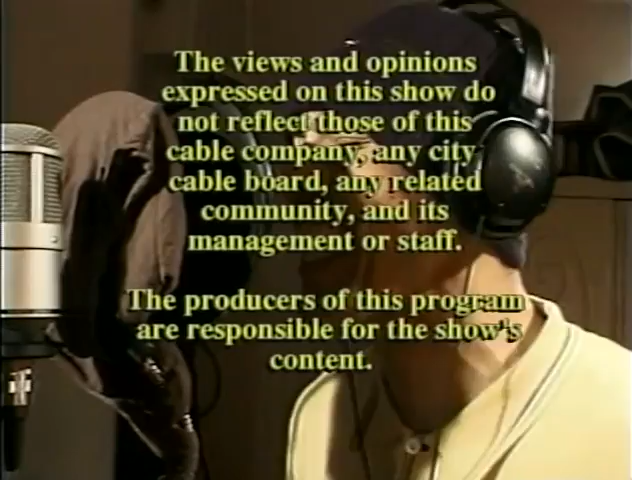 The views and opinions
expressed on this show do
not reflect those of this
cable company, any city
cable board, any related
community, and its
management or staff.
The producers of this program
are responsible for the show's
content.